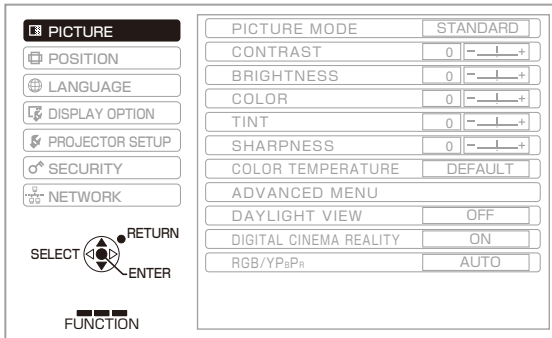 PICTURE
POSITION
LANGUAGE
DISPLAY OPTION
PROJECTOR SETUP
SECURITY
NETWORK
RETURN
SELECT
ENTER
FUNCTION
PICTURE MODE STANDARD
CONTRAST 0 - +
BRIGHTNESS 0 - +
COLOR 0 - +
TINT 0 - +
SHARPNESS 0 - +
COLOR TEMPERATURE DEFAULT
ADVANCED MENU
DAYLIGHT VIEW OFF
DIGITAL CINEMA REALITY ON
RGB/YPBPR AUTO